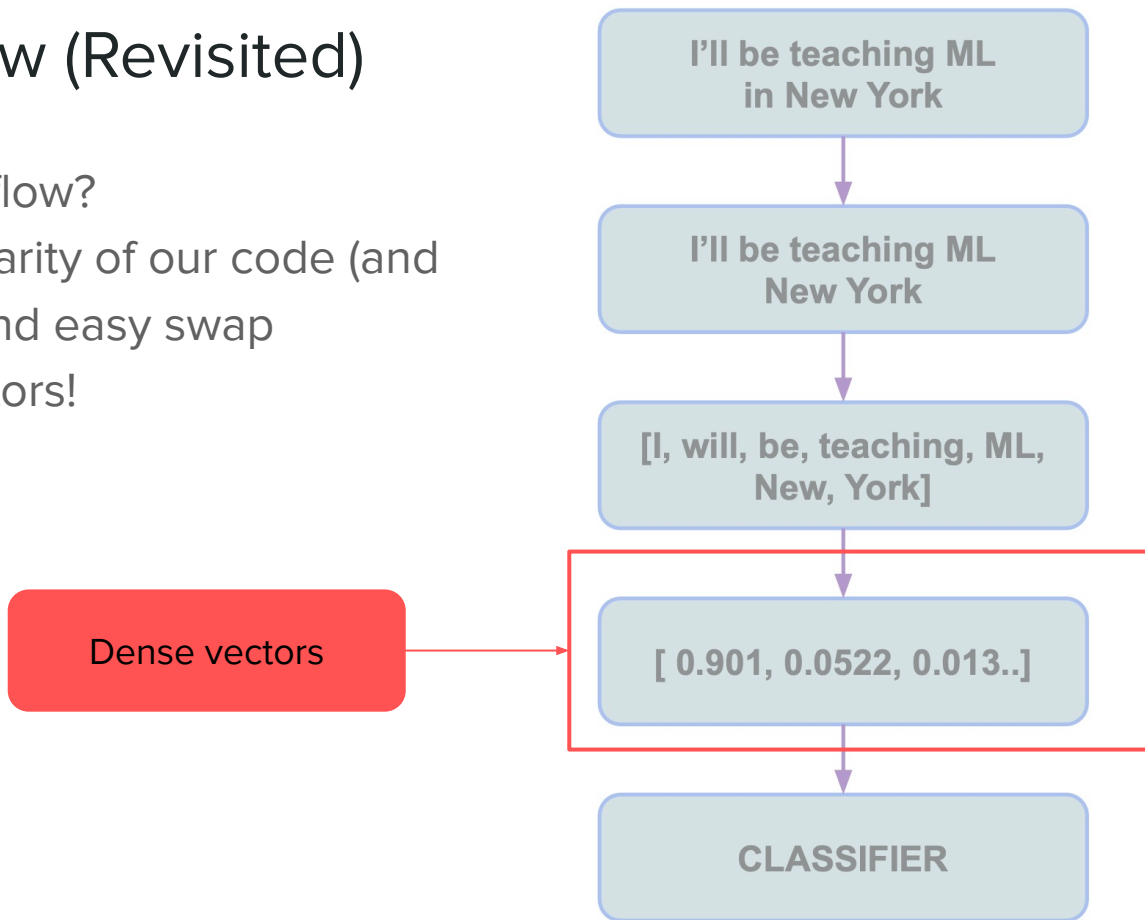 w (Revisited)
flow?
arity of our code (and
nd easy swap
tors!
I'll be teaching ML
in New York
I'll be teaching ML
New York
[I, will, be, teaching, ML,
New, York]
Dense vectors
[ 0.901, 0.0522, 0.013..]
CLASSIFIER